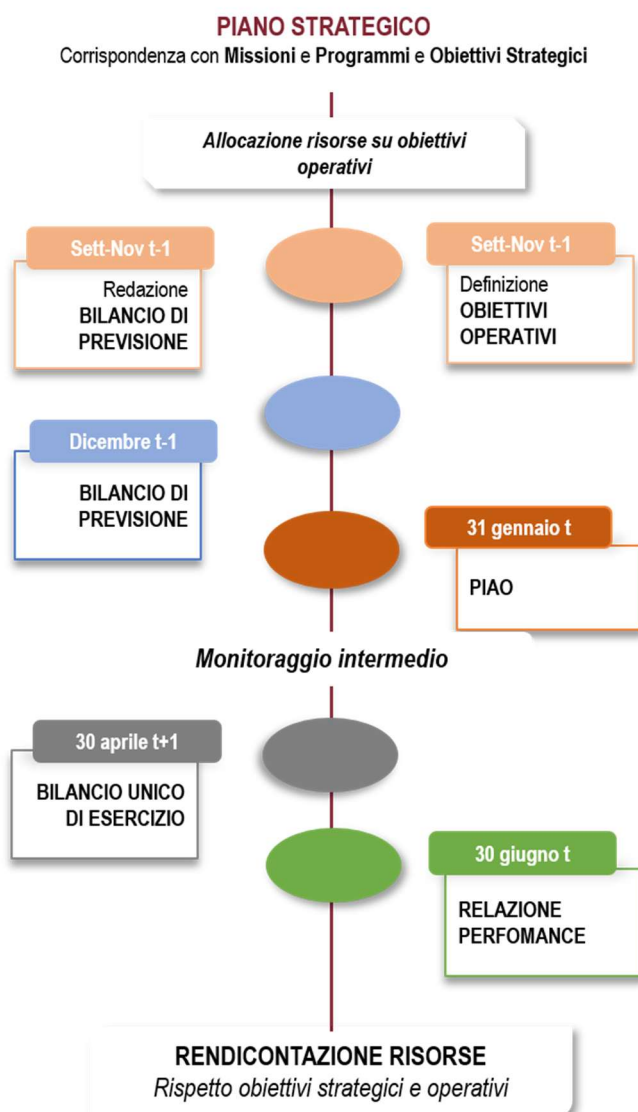 PIANO STRATEGICO
Corrispondenza con Missioni e Programmi e Obiettivi Strategici
Allocazione risorse su obiettivi
operativi
Sett-Nov t-1
Redazione
BILANCIO DI
PREVISIONE
Sett-Nov t-1
Definizione
OBIETTIVI
OPERATIVI
Dicembre t-1
BILANCIO DI
PREVISIONE
31 gennaio t
PIAO
Monitoraggio intermedio
30 aprile t+1
BILANCIO UNICO
DI ESERCIZIO
30 giugno t
RELAZIONE
PERFOMANCE
RENDICONTAZIONE RISORSE
Rispetto obiettivi strategici e operativi